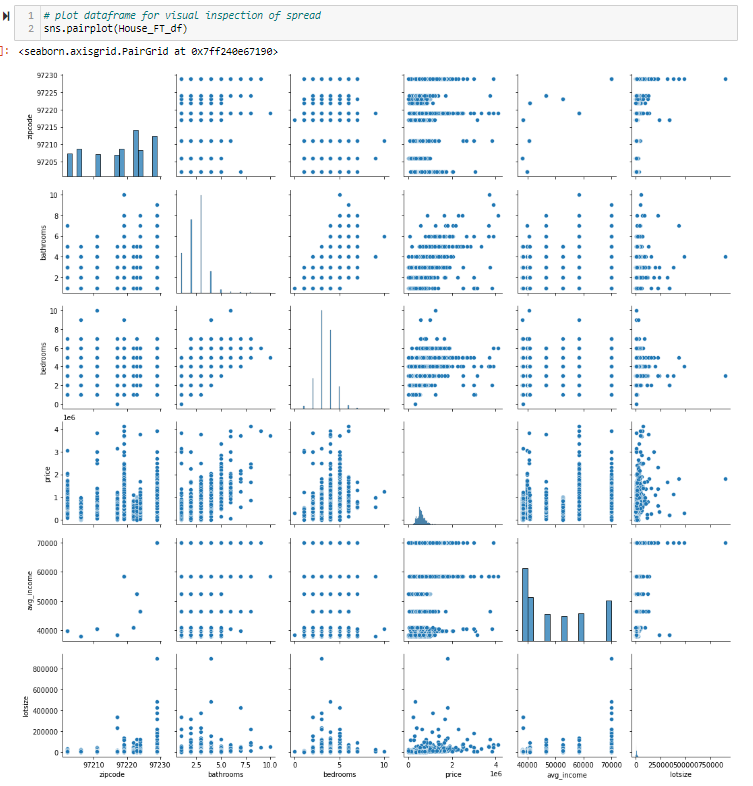 1 # plot dataframe for visual inspection of spread
2 sns.pairplot(House_FT_df)
]: <seaborn.axisgrid.PairGrid at 0x7ff240e67190>
97230
97225
97220
97215
97210
97205
zipcode
10
8
6
4
2
bathrooms
10
8
6
4
2
0
bedrooms
1e6
4
3
2
1
0
price
70000
60000
50000
40000
avg_income
800000
600000
400000
200000
0
lotsize
97210 97220 97230
zipcode
2.5 5.0 7.5 10.0
bathrooms
0 5 10
bedrooms
0 2 4
1e6
price
40000 50000 60000 70000
avg_income
0 250000 500000 750000
lotsize